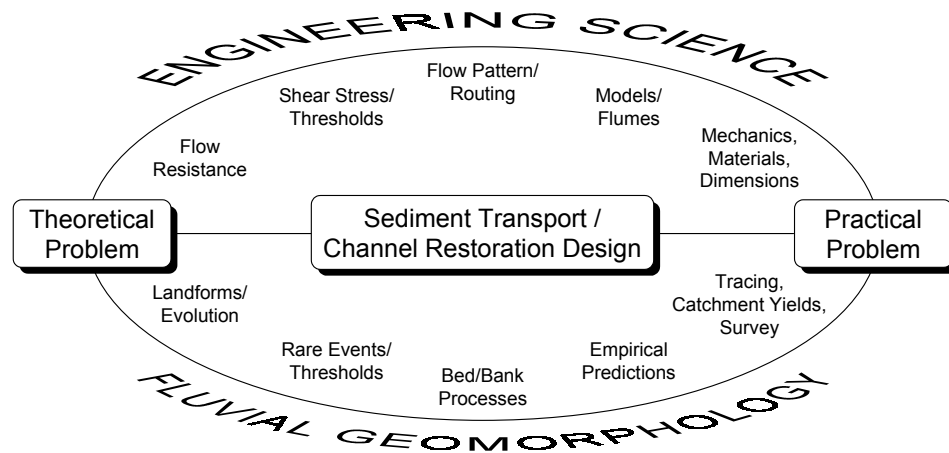 ENGINEERING SCIENCE
Flow Pattern/
Routing
Shear Stress/
Thresholds
Models/
Flumes
Flow
Resistance
Mechanics,
Materials,
Dimensions
Theoretical
Problem
Sediment Transport /
Channel Restoration Design
Practical
Problem
Landforms/
Evolution
Tracing,
Catchment Yields,
Survey
Rare Events/
Thresholds
Bed/Bank
Processes
Empirical
Predictions
FLUVIAL GEOMORPHOLOGY